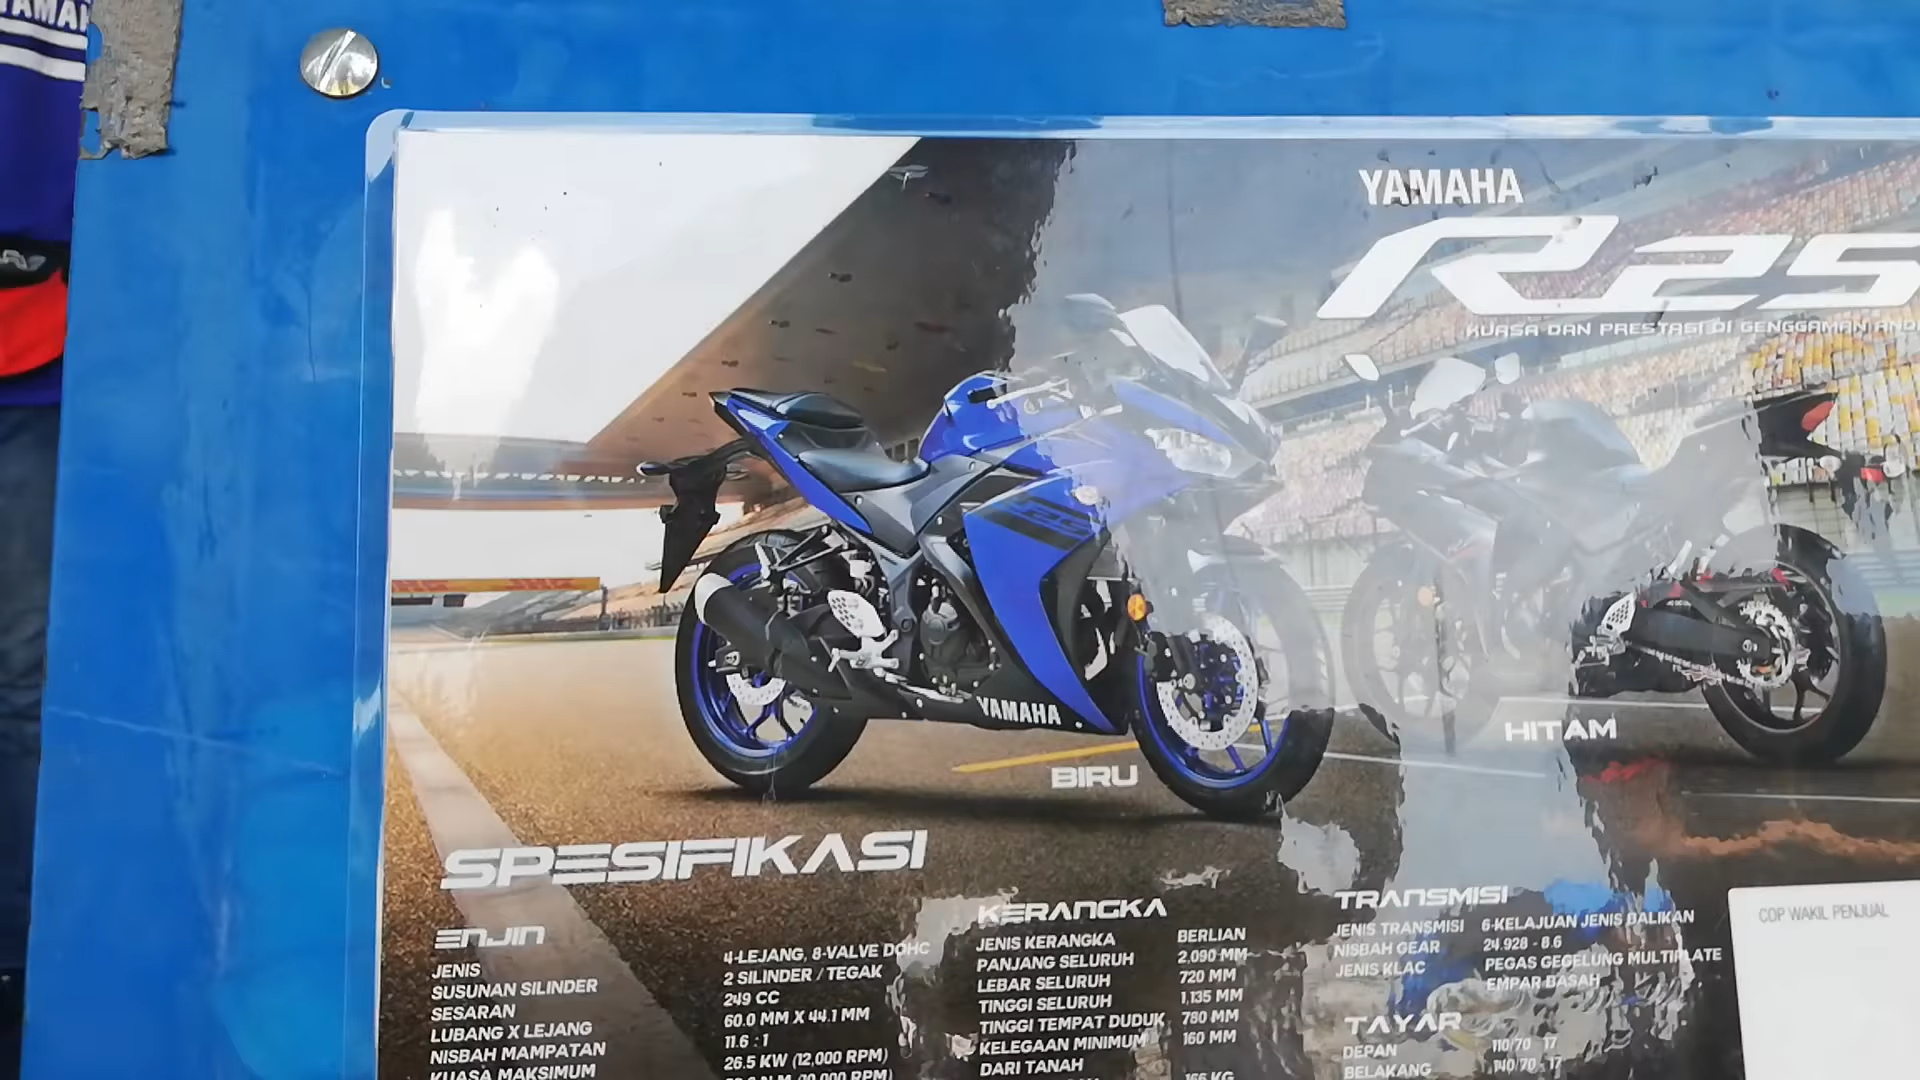 YAMAHA
R25
KUASA DAN PRESTASI DI GENGGAMAN
YAMAHA
BIRU
HITAM
SPESIFIKASI
ENJIN
JENIS 4-LEJANG, 8-VALVE DOHC
SUSUNAN SILINDER 2 SILINDER / TEGAK
SESARAN 249 CC
LUBANG X LEJANG 60.0 MM X 44.1 MM
NISBAH MAMPATAN 11.6 : 1
KUASA MAKSIMUM 26.5 KW (12,000 RPM)
KERANGKA
JENIS KERANGKA BERLIAN
PANJANG SELURUH 2,090 MM
LEBAR SELURUH 720 MM
TINGGI SELURUH 1,135 MM
TINGGI TEMPAT DUDUK 780 MM
KELEGAAN MINIMUM 160 MM
DARI TANAH
166 KG
TRANSMISI
JENIS TRANSMISI 6-KELAJUAN JENIS BALIKAN
NISBAH GEAR 24.928 - 8.6
JENIS KLAC PEGAS GEGELUNG MULTIPLATE
EMPAR BASAH
TAYAR
DEPAN 110/70 - 17
BELAKANG 140/70 - 17
COP WAKIL PENJUAL